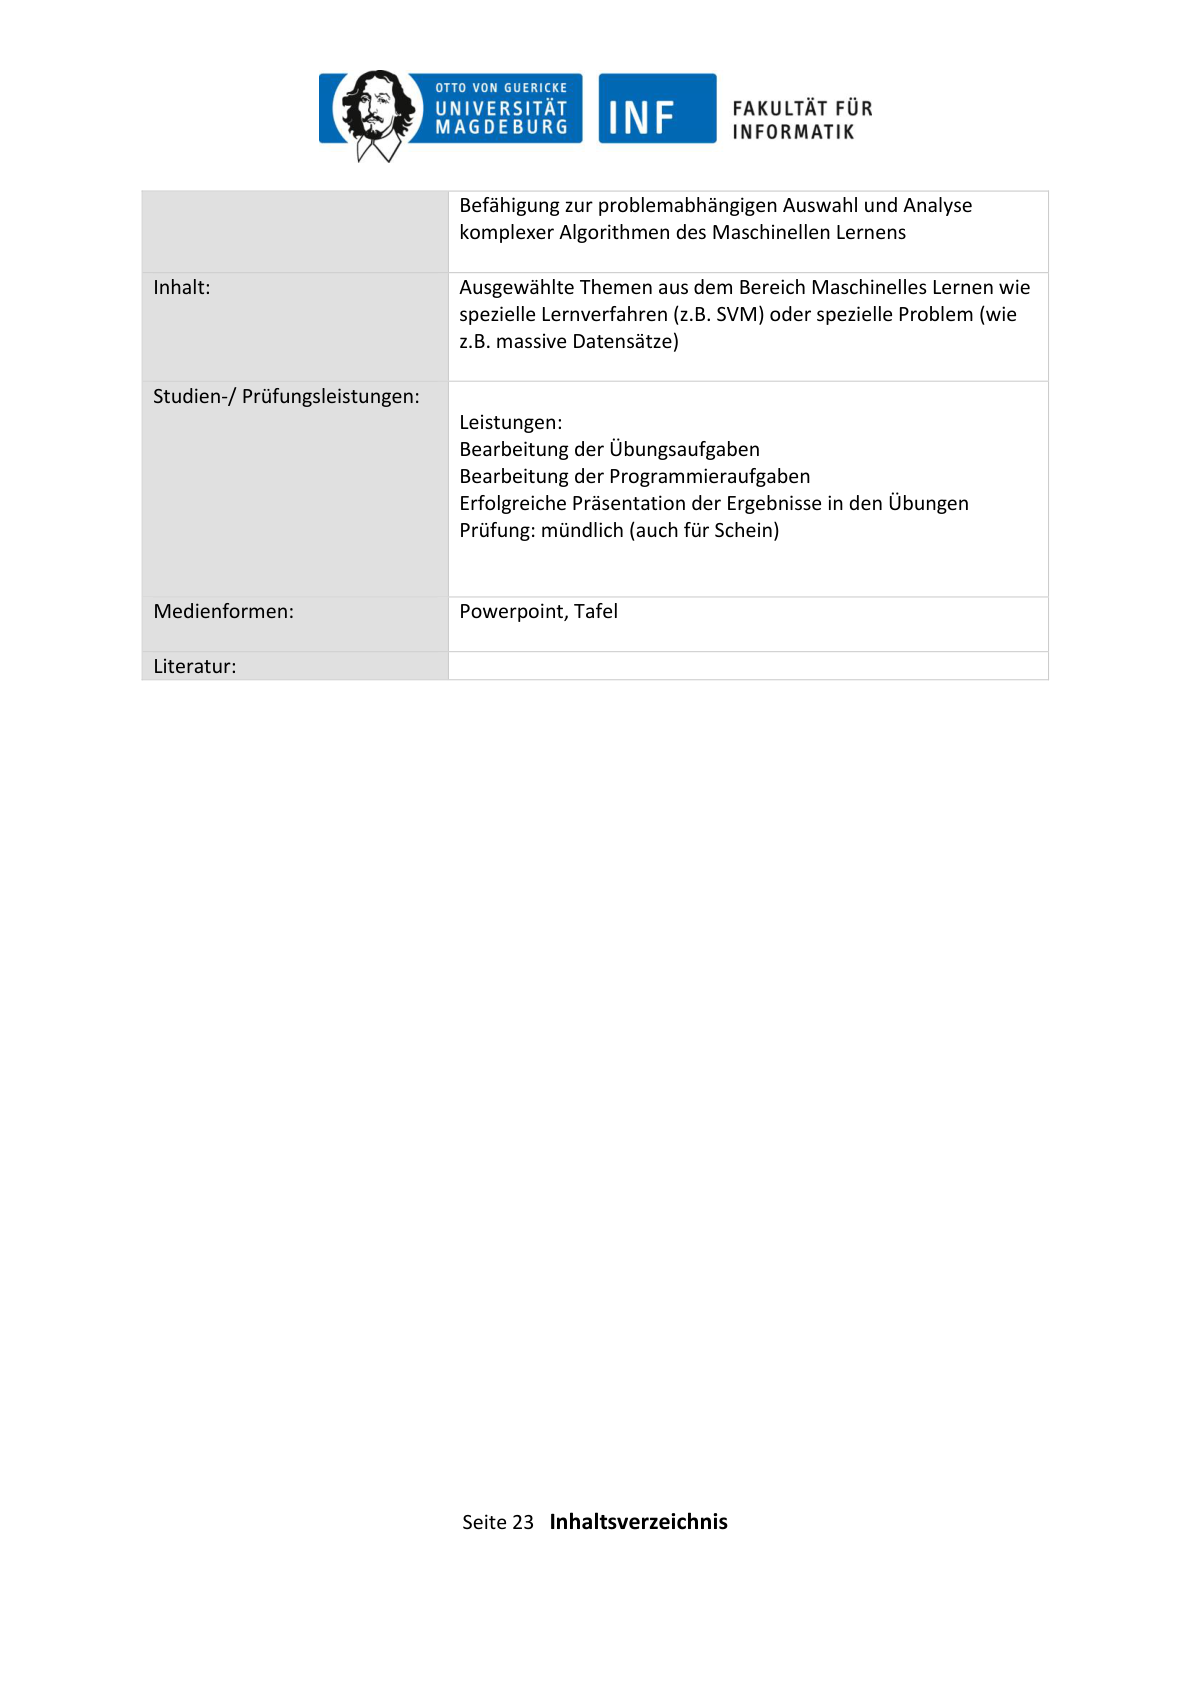 OTTO VON GUERICKE
UNIVERSITÄT
MAGDEBURG
INF
FAKULTÄT FÜR
INFORMATIK
Befähigung zur problemabhängigen Auswahl und Analyse
komplexer Algorithmen des Maschinellen Lernens
Inhalt:
Ausgewählte Themen aus dem Bereich Maschinelles Lernen wie
spezielle Lernverfahren (z.B. SVM) oder spezielle Problem (wie
z.B. massive Datensätze)
Studien-/ Prüfungsleistungen:
Leistungen:
Bearbeitung der Übungsaufgaben
Bearbeitung der Programmieraufgaben
Erfolgreiche Präsentation der Ergebnisse in den Übungen
Prüfung: mündlich (auch für Schein)
Medienformen:
Powerpoint, Tafel
Literatur:
Seite 23 Inhaltsverzeichnis